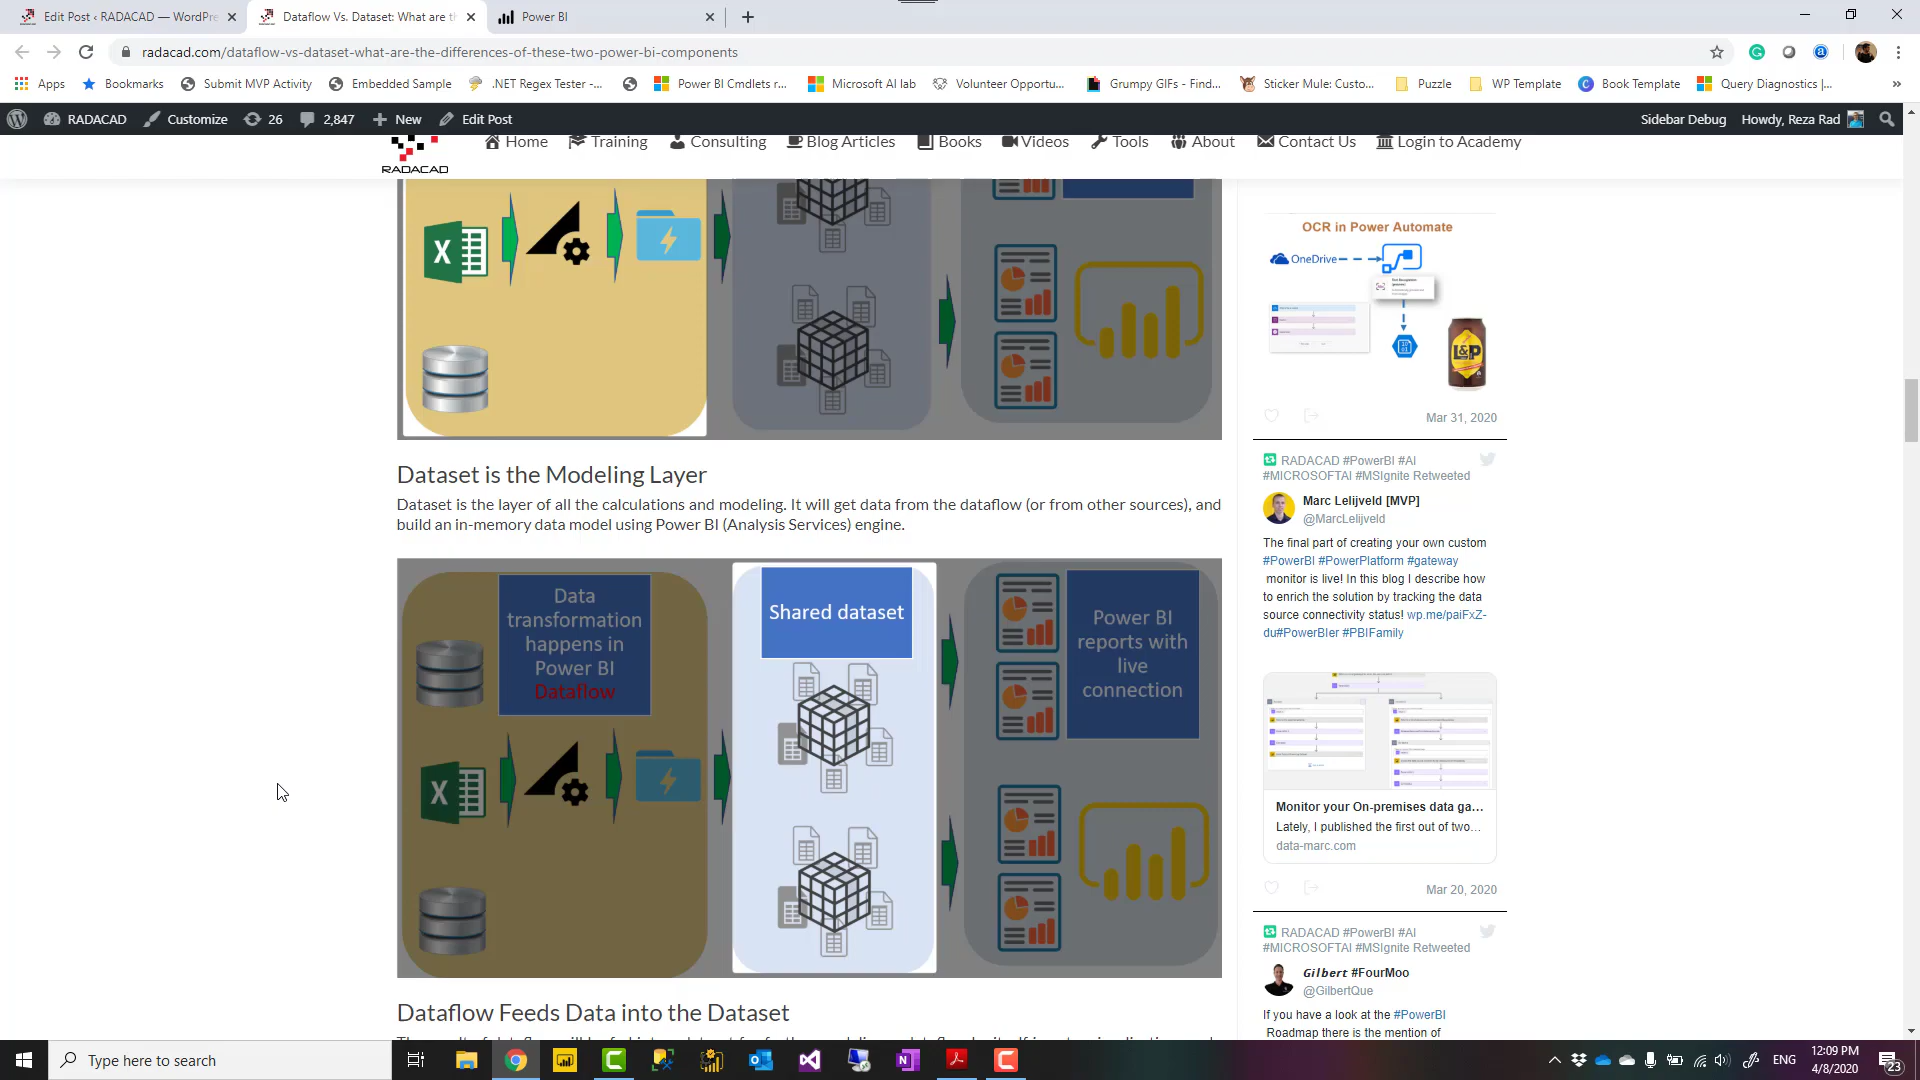 Edit Post ‹ RADACAD — WordPre
Dataflow Vs. Dataset: What are th
Power BI
radacad.com/dataflow-vs-dataset-what-are-the-differences-of-these-two-power-bi-components
Apps
Bookmarks
Submit MVP Activity
Embedded Sample
.NET Regex Tester -...
Power BI Cmdlets r...
Microsoft AI lab
Volunteer Opportu...
Grumpy GIFs - Find...
Sticker Mule: Custo...
Puzzle
WP Template
Book Template
Query Diagnostics |...
RADACAD
Customize
26
2,847
New
Edit Post
Sidebar Debug
Howdy, Reza Rad
RADACAD
Home
Training
Consulting
Blog Articles
Books
Videos
Tools
About
Contact Us
Login to Academy
Dataset is the Modeling Layer
Dataset is the layer of all the calculations and modeling. It will get data from the dataflow (or from other sources), and
build an in-memory data model using Power BI (Analysis Services) engine.
Data
transformation
happens in
Power BI
Dataflow
Shared dataset
Power BI
reports with
live
connection
Dataflow Feeds Data into the Dataset
OCR in Power Automate
OneDrive
L&P
Mar 31, 2020
RADACAD #PowerBI #AI
#MICROSOFTAI #MSIgnite Retweeted
Marc Lelijveld [MVP]
@MarcLelijveld
The final part of creating your own custom
#PowerBI #PowerPlatform #gateway
monitor is live! In this blog I describe how
to enrich the solution by tracking the data
source connectivity status! wp.me/paiFxZ-
du#PowerBIer #PBIFamily
Monitor your On-premises data ga...
Lately, I published the first out of two...
data-marc.com
Mar 20, 2020
RADACAD #PowerBI #AI
#MICROSOFTAI #MSIgnite Retweeted
Gilbert #FourMoo
@GilbertQue
If you have a look at the #PowerBI
Roadmap there is the mention of
Type here to search
ENG
12:09 PM
4/8/2020
23